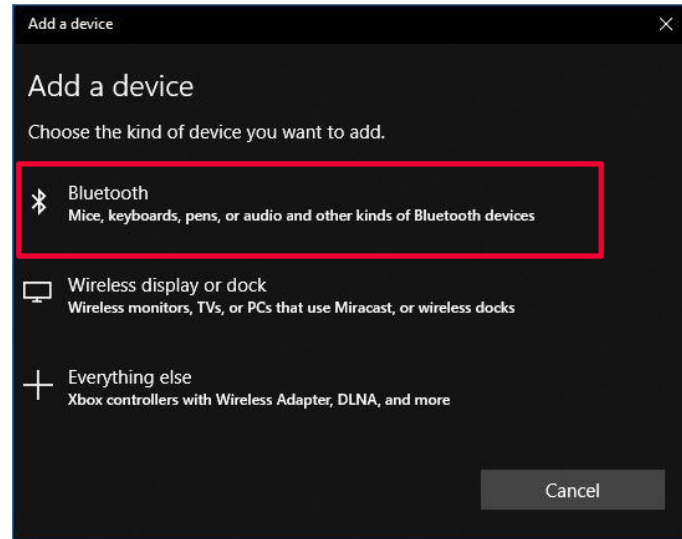 Add a device
Add a device
Choose the kind of device you want to add.
Bluetooth
Mice, keyboards, pens, or audio and other kinds of Bluetooth devices
Wireless display or dock
Wireless monitors, TVs, or PCs that use Miracast, or wireless docks
Everything else
Xbox controllers with Wireless Adapter, DLNA, and more
Cancel